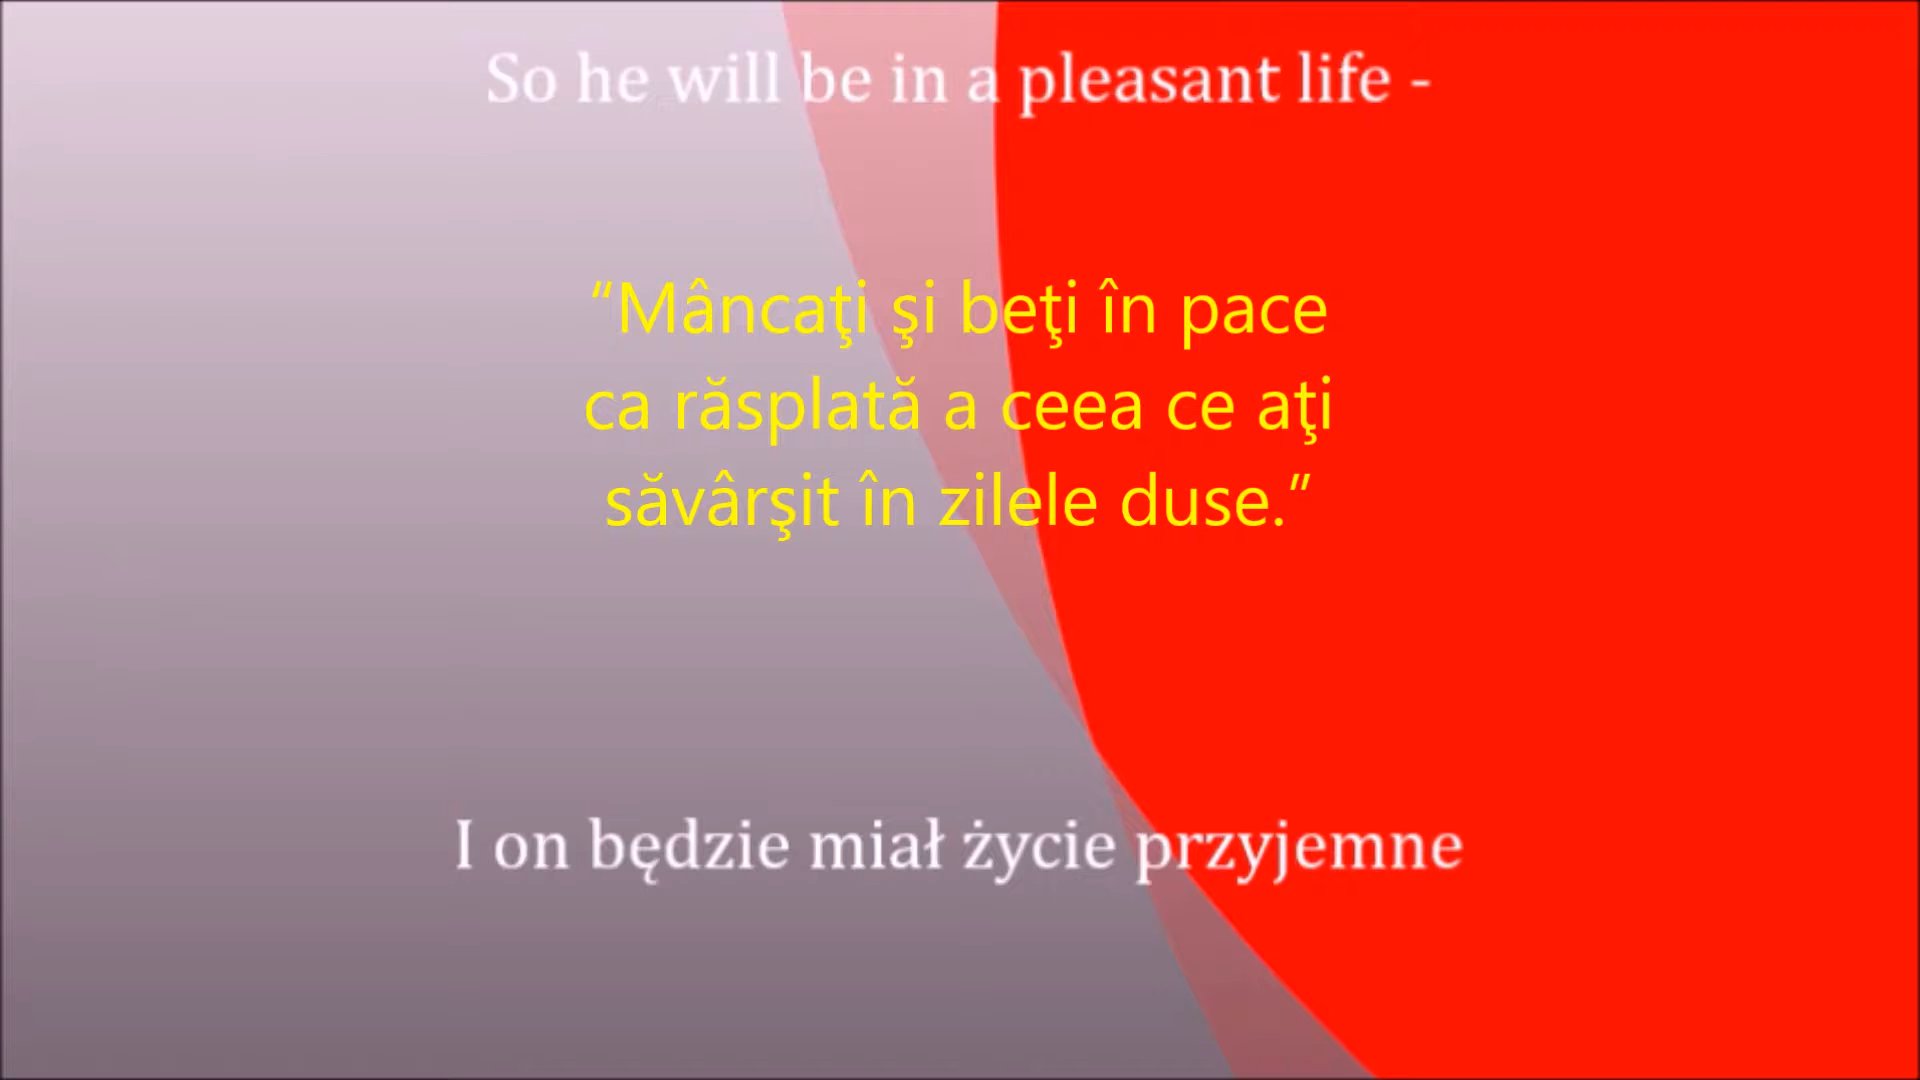 So he will be in a pleasant life -
“Mâncaţi şi beţi în pace
ca răsplată a ceea ce aţi
săvârşit în zilele duse.”
I on będzie miał życie przyjemne